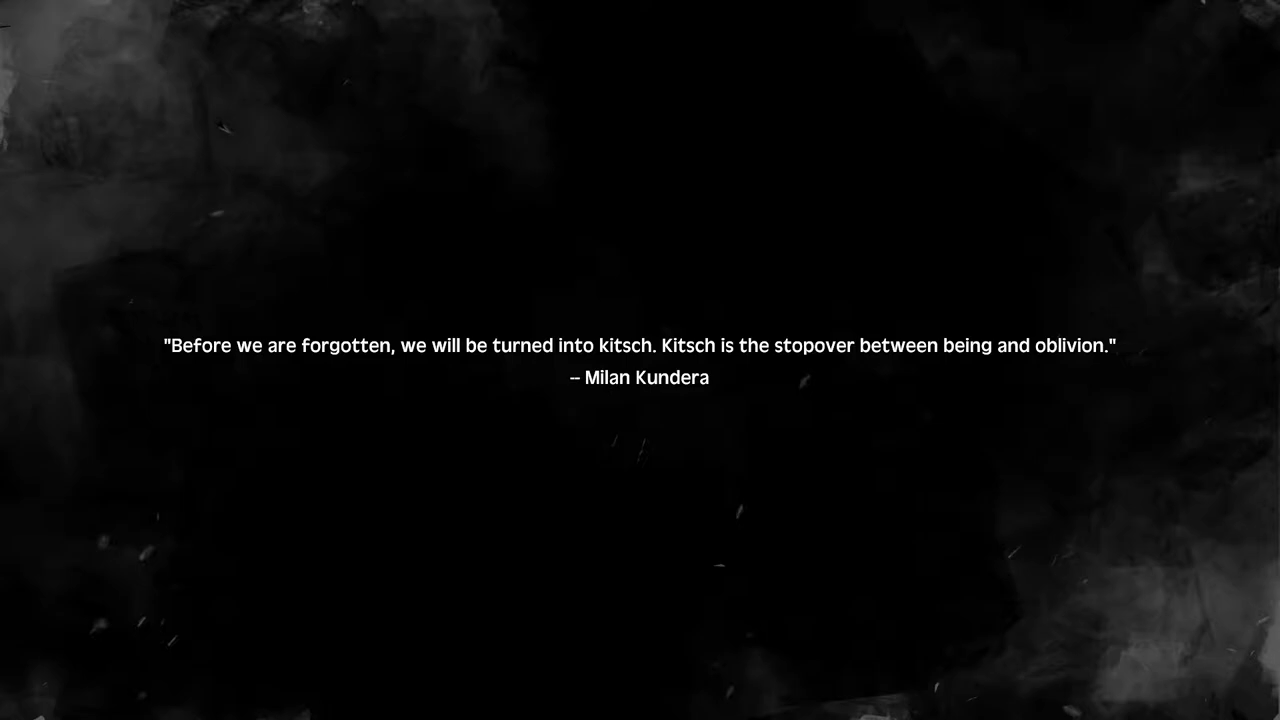 "Before we are forgotten, we will be turned into kitsch. Kitsch is the stopover between being and oblivion."
-- Milan Kundera